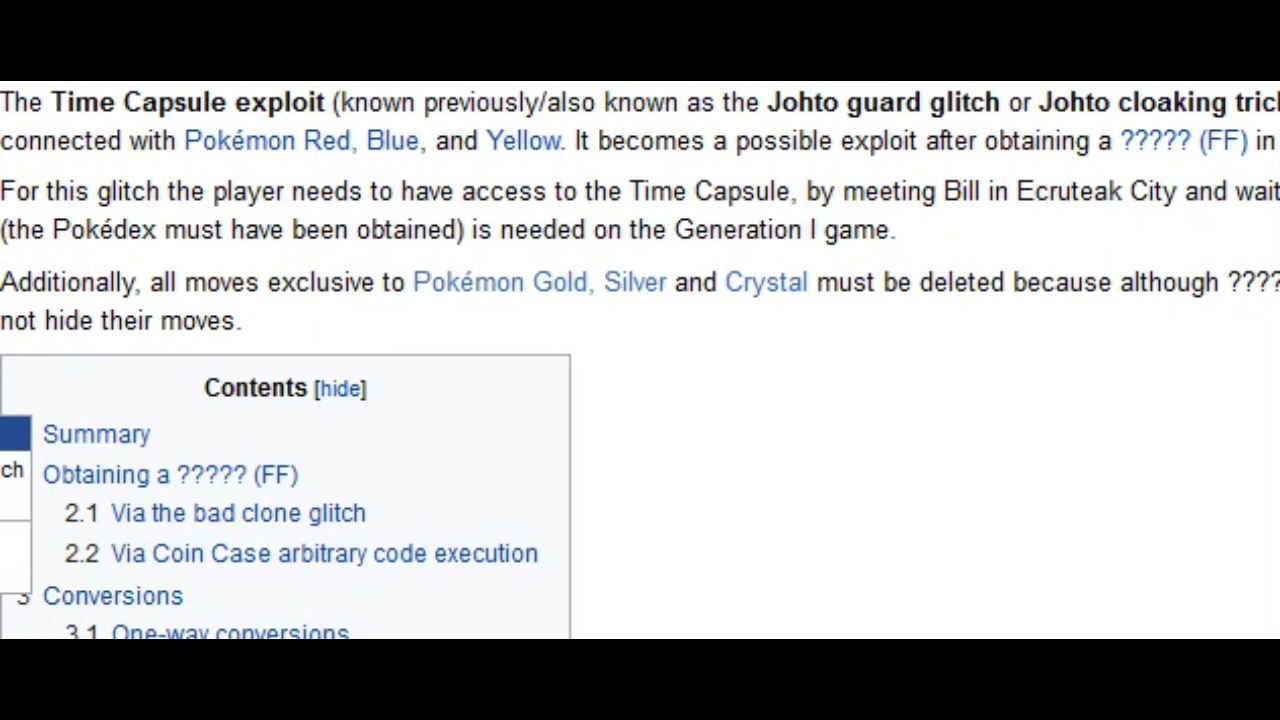 The Time Capsule exploit (known previously/also known as the Johto guard glitch or Johto cloaking tric
connected with Pokémon Red, Blue, and Yellow. It becomes a possible exploit after obtaining a ????? (FF) in
For this glitch the player needs to have access to the Time Capsule, by meeting Bill in Ecruteak City and wait
(the Pokédex must have been obtained) is needed on the Generation I game.
Additionally, all moves exclusive to Pokémon Gold, Silver and Crystal must be deleted because although ????
not hide their moves.
Contents [hide]
Summary
ch
Obtaining a ????? (FF)
2.1 Via the bad clone glitch
2.2 Via Coin Case arbitrary code execution
3 Conversions
3.1 One-way conversions